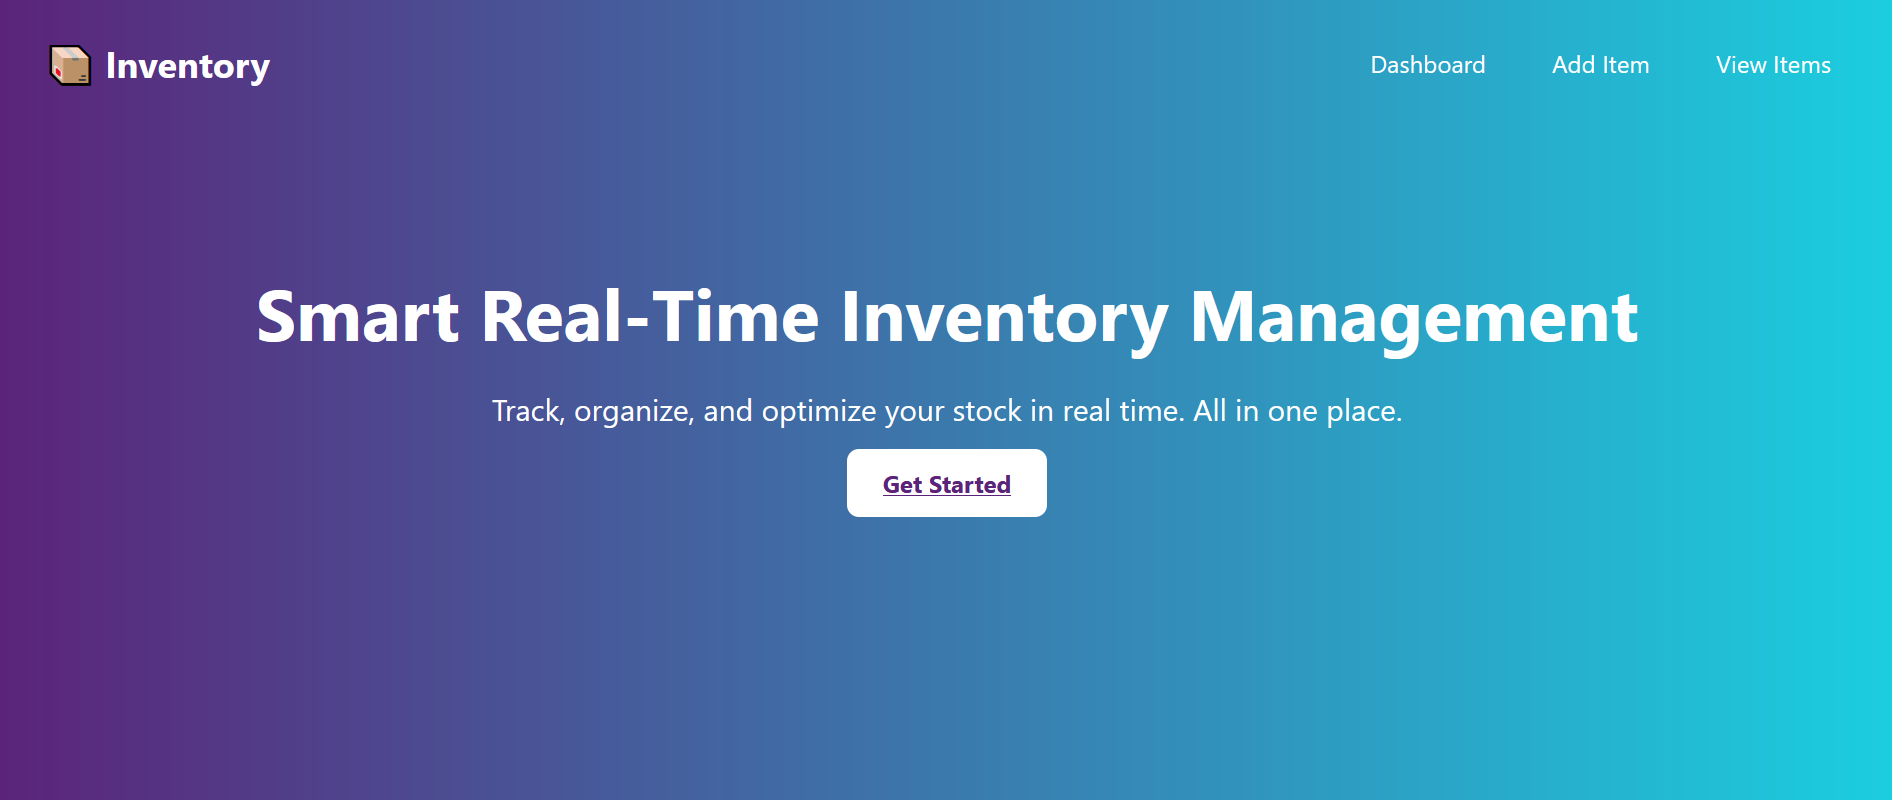 Inventory
Dashboard
Add Item
View Items
Smart Real-Time Inventory Management
Track, organize, and optimize your stock in real time. All in one place.
Get Started